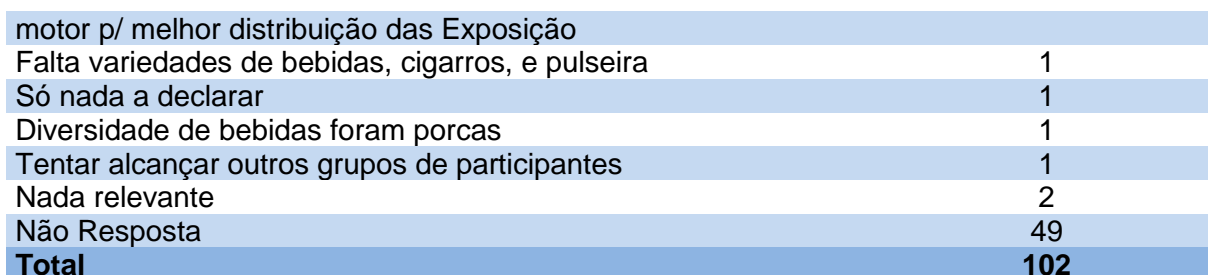 motor p/ melhor distribuição das Exposição
Falta variedades de bebidas, cigarros, e pulseira 1
Só nada a declarar 1
Diversidade de bebidas foram porcas 1
Tentar alcançar outros grupos de participantes 1
Nada relevante 2
Não Resposta 49
Total 102